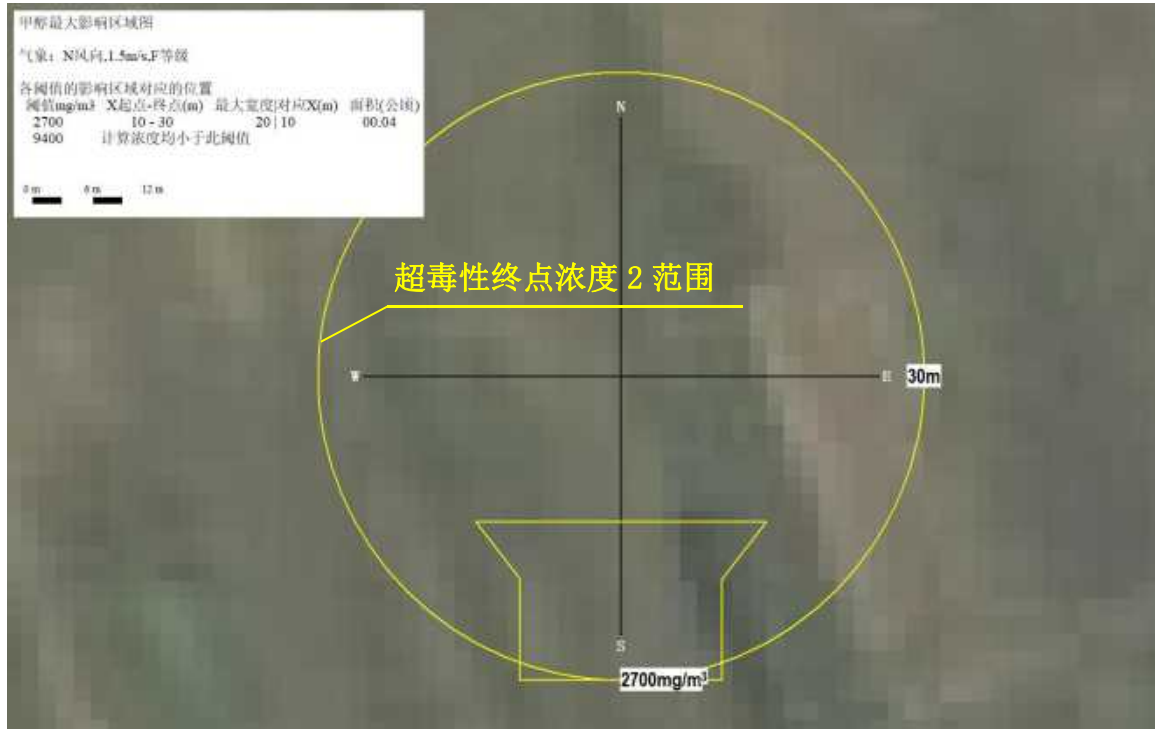 甲醇最大影响区域图
气象：N风向,1.5m/s,F等级
各阈值的影响区域对应的位置
阈值mg/m3 X起点-终点(m) 最大宽度|对应X(m) 面积(公顷)
2700 10 - 30 20 | 10 00.04
9400 计算浓度均小于此阈值
0 m 6 m 12 m
N
超毒性终点浓度 2 范围
W E 30m
S
2700mg/m³